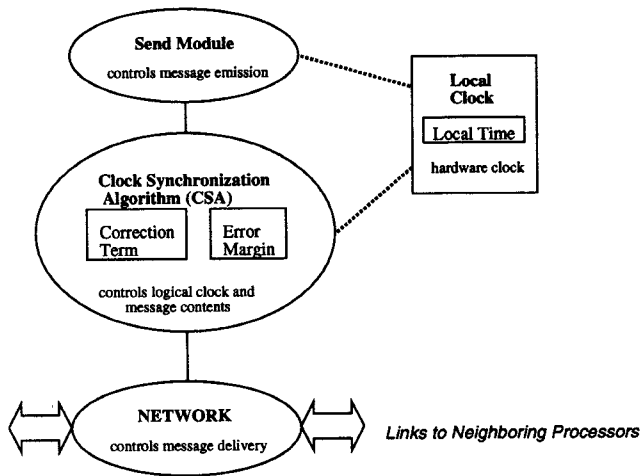 Send Module
controls message emission
Local
Clock
Local Time
hardware clock
Clock Synchronization
Algorithm (CSA)
Correction
Term
Error
Margin
controls logical clock and
message contents
NETWORK
controls message delivery
Links to Neighboring Processors